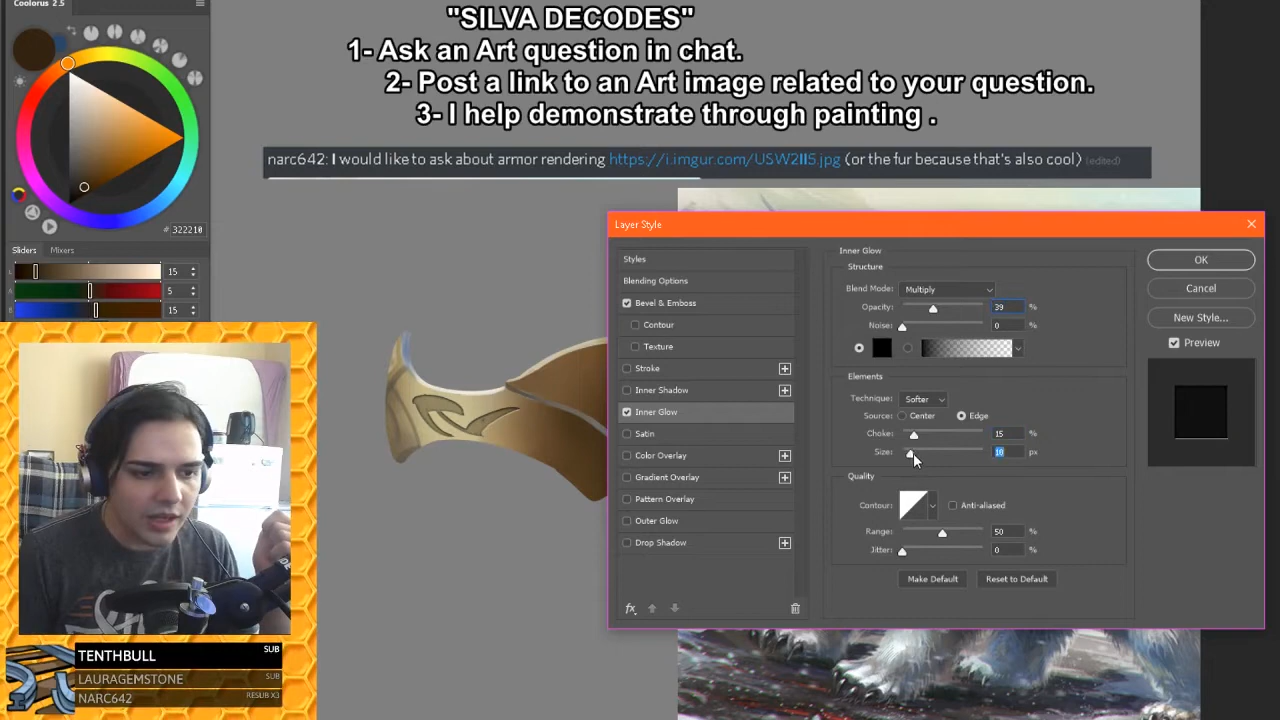 Coolorus 2.5
"SILVA DECODES"
1- Ask an Art question in chat.
2- Post a link to an Art image related to your question.
3- I help demonstrate through painting .
narc642: I would like to ask about armor rendering https://i.imgur.com/USW2II5.jpg (or the fur because that's also cool) (edited)
# 322210
Sliders Mixers
L 15
A 5
B 15
Layer Style
Styles
Blending Options
Bevel & Emboss
Contour
Texture
Stroke
Inner Shadow
Inner Glow
Satin
Color Overlay
Gradient Overlay
Pattern Overlay
Outer Glow
Drop Shadow
fx
Inner Glow
Structure
Blend Mode: Multiply
Opacity: 39 %
Noise: 0 %
Elements
Technique: Softer
Source: Center Edge
Choke: 15 %
Size: 10 px
Quality
Contour: Anti-aliased
Range: 50 %
Jitter: 0 %
Make Default Reset to Default
OK
Cancel
New Style...
Preview
TENTHBULL SUB
LAURAGEMSTONE SUB
NARC642 RESUB X3